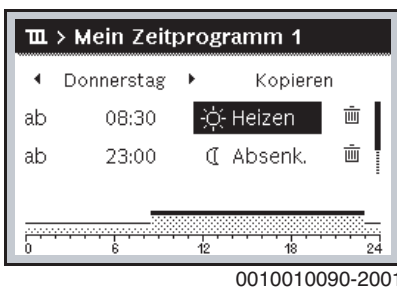 > Mein Zeitprogramm 1
Donnerstag Kopieren
ab 08:30 Heizen
ab 23:00 Absenk.
0 6 12 18 24
0010010090-2001